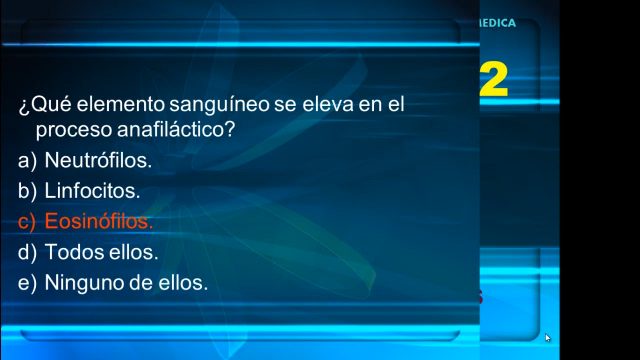 MEDICA
2
¿Qué elemento sanguíneo se eleva en el
proceso anafiláctico?
a) Neutrófilos.
b) Linfocitos.
c) Eosinófilos.
d) Todos ellos.
e) Ninguno de ellos.